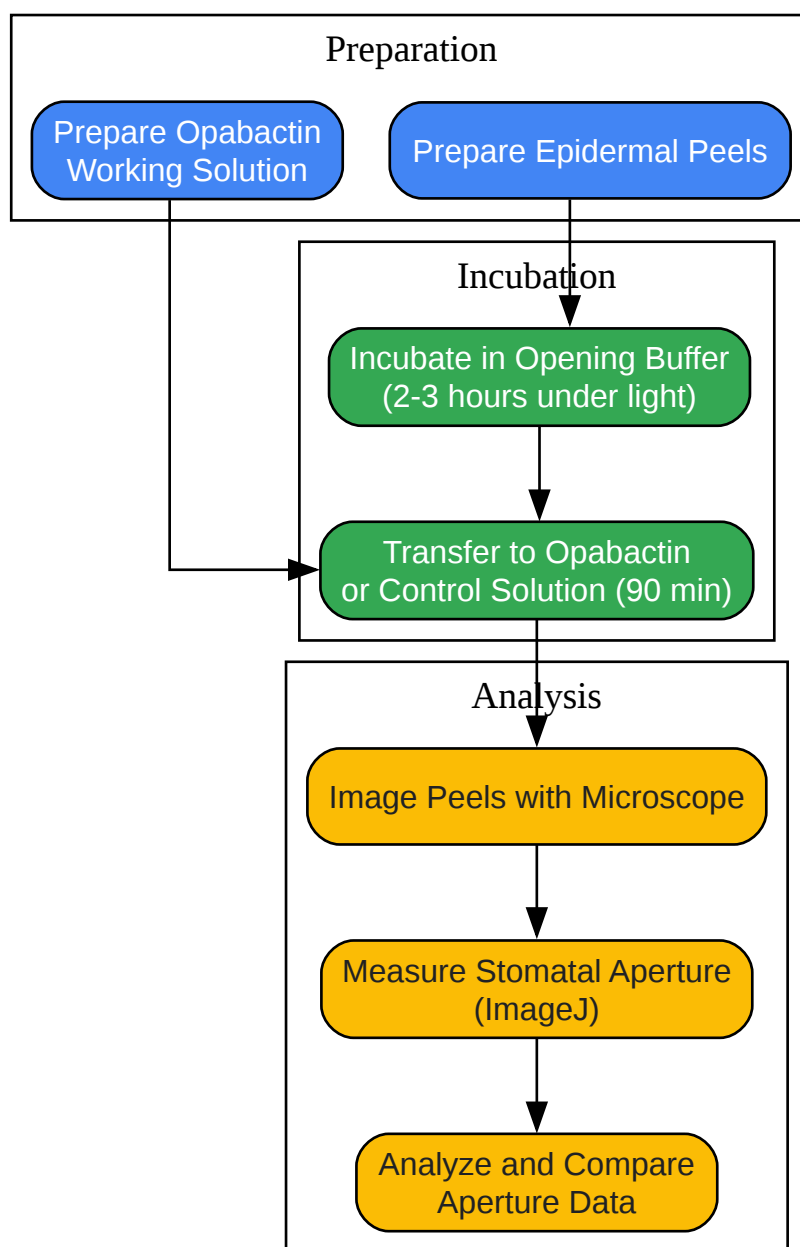 Preparation
Prepare Opabactin
Working Solution
Prepare Epidermal Peels
Incubation
Incubate in Opening Buffer
(2-3 hours under light)
Transfer to Opabactin
or Control Solution (90 min)
Analysis
Image Peels with Microscope
Measure Stomatal Aperture
(ImageJ)
Analyze and Compare
Aperture Data